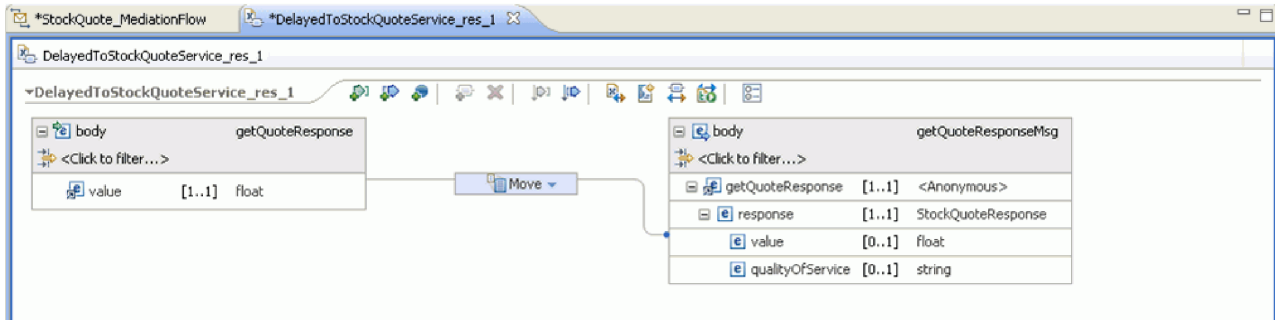 *StockQuote_MediationFlow *DelayedToStockQuoteService_res_1
DelayedToStockQuoteService_res_1
DelayedToStockQuoteService_res_1
body getQuoteResponse
<Click to filter...>
value [1..1] float
Move
body getQuoteResponseMsg
<Click to filter...>
getQuoteResponse [1..1] <Anonymous>
response [1..1] StockQuoteResponse
value [0..1] float
qualityOfService [0..1] string